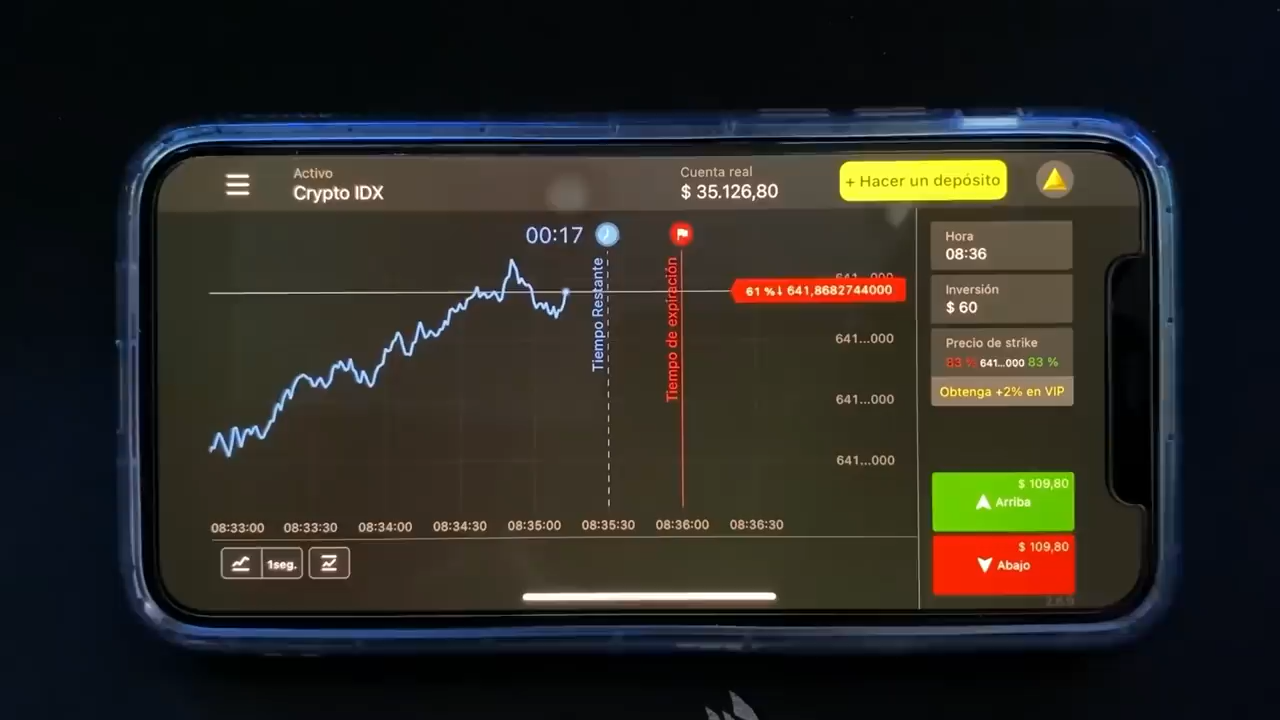 Activo
Crypto IDX
Cuenta real
$ 35.126,80
+ Hacer un depósito
00:17
Tiempo Restante
Tiempo de expiración
61 %↓ 641,8682744000
641...000
641...000
641...000
641...000
08:33:00 08:33:30 08:34:00 08:34:30 08:35:00 08:35:30 08:36:00 08:36:30
1seg.
Hora
08:36
Inversión
$ 60
Precio de strike
83 % 641...000 83 %
Obtenga +2% en VIP
$ 109,80
Arriba
$ 109,80
Abajo